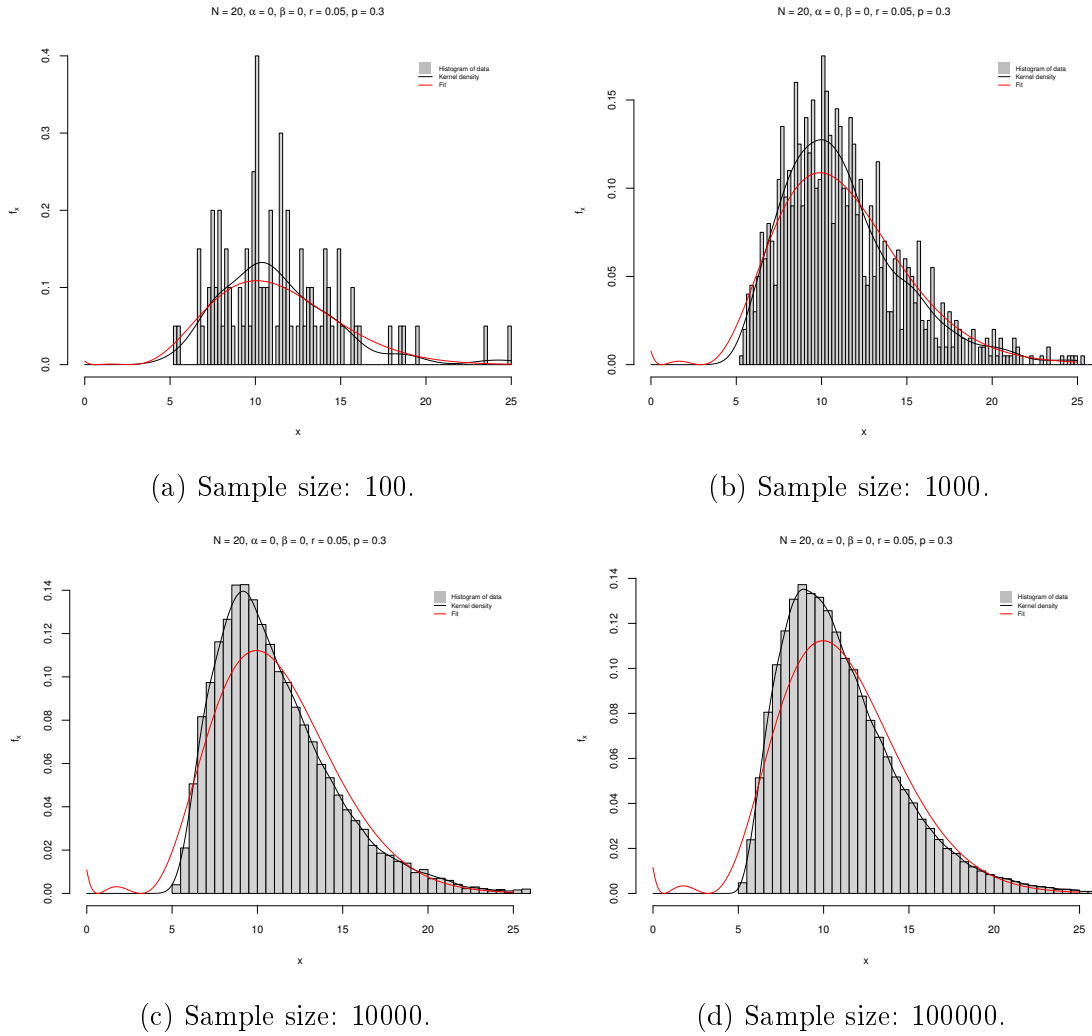 N = 20, α = 0, β = 0, r = 0.05, p = 0.3
0.4
0.3
0.2
0.1
0.0
f_x
Histogram of data
Kernel density
Fit
0 5 10 15 20 25
x
(a) Sample size: 100.
N = 20, α = 0, β = 0, r = 0.05, p = 0.3
0.15
0.10
0.05
0.00
f_x
Histogram of data
Kernel density
Fit
0 5 10 15 20 25
x
(b) Sample size: 1000.
N = 20, α = 0, β = 0, r = 0.05, p = 0.3
0.14
0.12
0.10
0.08
0.06
0.04
0.02
0.00
f_x
Histogram of data
Kernel density
Fit
0 5 10 15 20 25
x
(c) Sample size: 10000.
N = 20, α = 0, β = 0, r = 0.05, p = 0.3
0.14
0.12
0.10
0.08
0.06
0.04
0.02
0.00
f_x
Histogram of data
Kernel density
Fit
0 5 10 15 20 25
x
(d) Sample size: 100000.